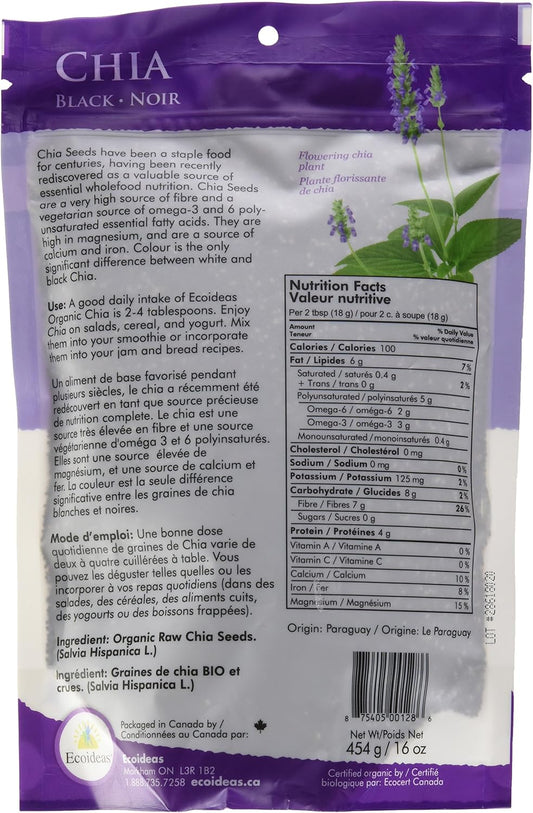 CHIA
BLACK • NOIR
Chia Seeds have been a staple food
for centuries, having been recently
rediscovered as a valuable source of
essential wholefood nutrition. Chia Seeds
are a very high source of fibre and a
vegetarian source of omega-3 and 6 poly-
unsaturated essential fatty acids. They are
high in magnesium, and are a source of
calcium and iron. Colour is the only
significant difference between white and
black Chia.
Flowering chia
plant
Plante florissante
de chia
Use: A good daily intake of Ecoideas
Organic Chia is 2-4 tablespoons. Enjoy
Chia on salads, cereal, and yogurt. Mix
them into your smoothie or incorporate
them into your jam and bread recipes.
Un aliment de base favorisé pendant
plusieurs siècles, le chia a récemment été
redécouvert en tant que source précieuse
de nutrition complete. Le chia est une
source très élevée en fibre et une source
végétarienne d'oméga 3 et 6 polyinsaturés.
Elles sont une source élevée de
magnésium, et une source de calcium et
fer. La couleur est la seule différence
significative entre les graines de chia
blanches et noires.
Mode d'emploi: Une bonne dose
quotidienne de graines de Chia varie de
deux à quatre cuillérées à table. Vous
pouvez les déguster telles quelles ou les
incorporer à vos repas quotidiens (dans des
salades, des céréales, des aliments cuits,
des yogourts ou des boissons frappées).
Ingredient: Organic Raw Chia Seeds.
(Salvia Hispanica L.)
Ingrédient: Graines de chia BIO et
crues. (Salvia Hispanica L.)
Nutrition Facts
Valeur nutritive
Per 2 tbsp (18 g) / pour 2 c. à soupe (18 g)
Amount % Daily Value
Teneur % valeur quotidienne
Calories / Calories 100
Fat / Lipides 6 g 7%
Saturated / saturés 0.4 g
+ Trans / trans 0 g 2%
Polyunsaturated / polyinsaturés 5 g
Omega-6 / oméga-6 2 g
Omega-3 / oméga-3 3 g
Monounsaturated / monoinsaturés 0.4 g
Cholesterol / Cholestérol 0 mg
Sodium / Sodium 0 mg 0%
Potassium / Potassium 125 mg 2%
Carbohydrate / Glucides 8 g 2%
Fibre / Fibres 7 g 26%
Sugars / Sucres 0 g
Protein / Protéines 4 g
Vitamin A / Vitamine A 0%
Vitamin C / Vitamine C 0%
Calcium / Calcium 10%
Iron / Fer 8%
Magnesium / Magnésium 15%
Origin: Paraguay / Origine: Le Paraguay
8 75405 00128 6
Net Wt/Poids Net
454 g / 16 oz
Certified organic by / Certifié
biologique par: Ecocert Canada
Ecoideas
Packaged in Canada by /
Conditionnées au Canada par:
Ecoideas
Markham ON L3R 1B2
1.888.735.7258 ecoideas.ca